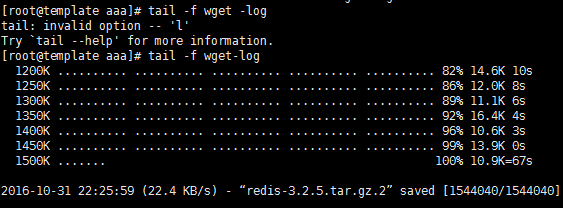 [root@template aaa]# tail -f wget -log
tail: invalid option -- 'l'
Try `tail --help' for more information.
[root@template aaa]# tail -f wget-log
1200K .......... .......... .......... .......... .......... 82% 14.6K 10s
1250K .......... .......... .......... .......... .......... 86% 12.0K 8s
1300K .......... .......... .......... .......... .......... 89% 11.1K 6s
1350K .......... .......... .......... .......... .......... 92% 16.4K 4s
1400K .......... .......... .......... .......... .......... 96% 10.6K 3s
1450K .......... .......... .......... .......... .......... 99% 13.9K 0s
1500K ....... 100% 10.9K=67s
2016-10-31 22:25:59 (22.4 KB/s) - “redis-3.2.5.tar.gz.2” saved [1544040/1544040]